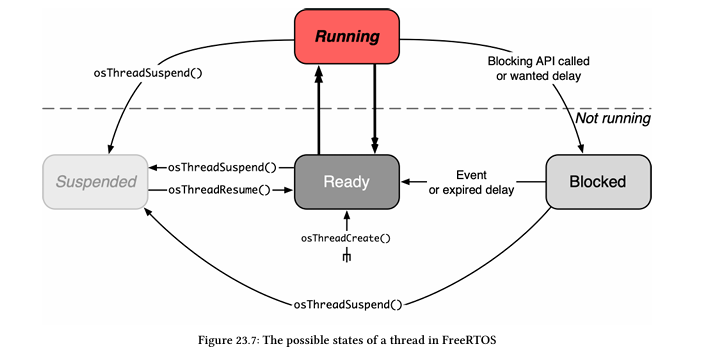 Running
osThreadSuspend()
Blocking API called
or wanted delay
Not running
Suspended
osThreadSuspend()
osThreadResume()
Ready
Event
or expired delay
Blocked
osThreadCreate()
osThreadSuspend()
Figure 23.7: The possible states of a thread in FreeRTOS